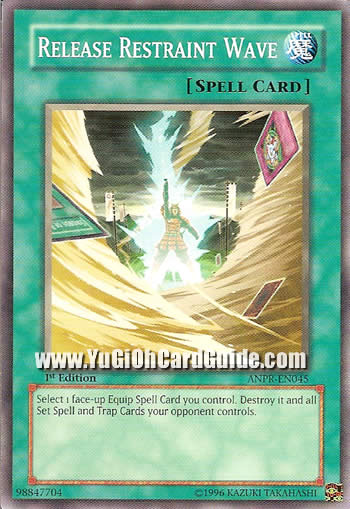 RELEASE RESTRAINT WAVE 魔
[SPELL CARD]
www.YuGiOhCardGuide.com
1st Edition ANPR-EN045
Select 1 face-up Equip Spell Card you control. Destroy it and all
Set Spell and Trap Cards your opponent controls.
98847704 ©1996 KAZUKI TAKAHASHI